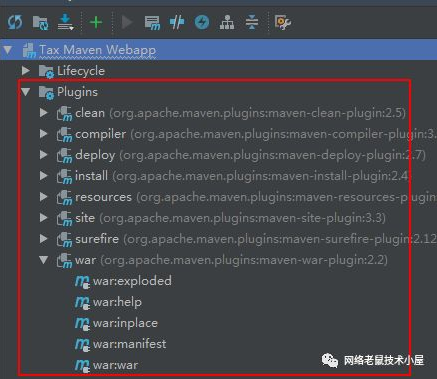 Tax Maven Webapp
Lifecycle
Plugins
clean (org.apache.maven.plugins:maven-clean-plugin:2.5)
compiler (org.apache.maven.plugins:maven-compiler-plugin:3.
deploy (org.apache.maven.plugins:maven-deploy-plugin:2.7)
install (org.apache.maven.plugins:maven-install-plugin:2.4
resources (org.apache.maven.plugins:maven-resources-plugin
site (org.apache.maven.plugins:maven-site-plugin:3.3)
surefire (org.apache.maven.plugins:maven-surefire-plugin:2.12
war (org.apache.maven.plugins:maven-war-plugin:2.2)
war:exploded
war:help
war:inplace
war:manifest
war:war
网络老鼠技术小屋